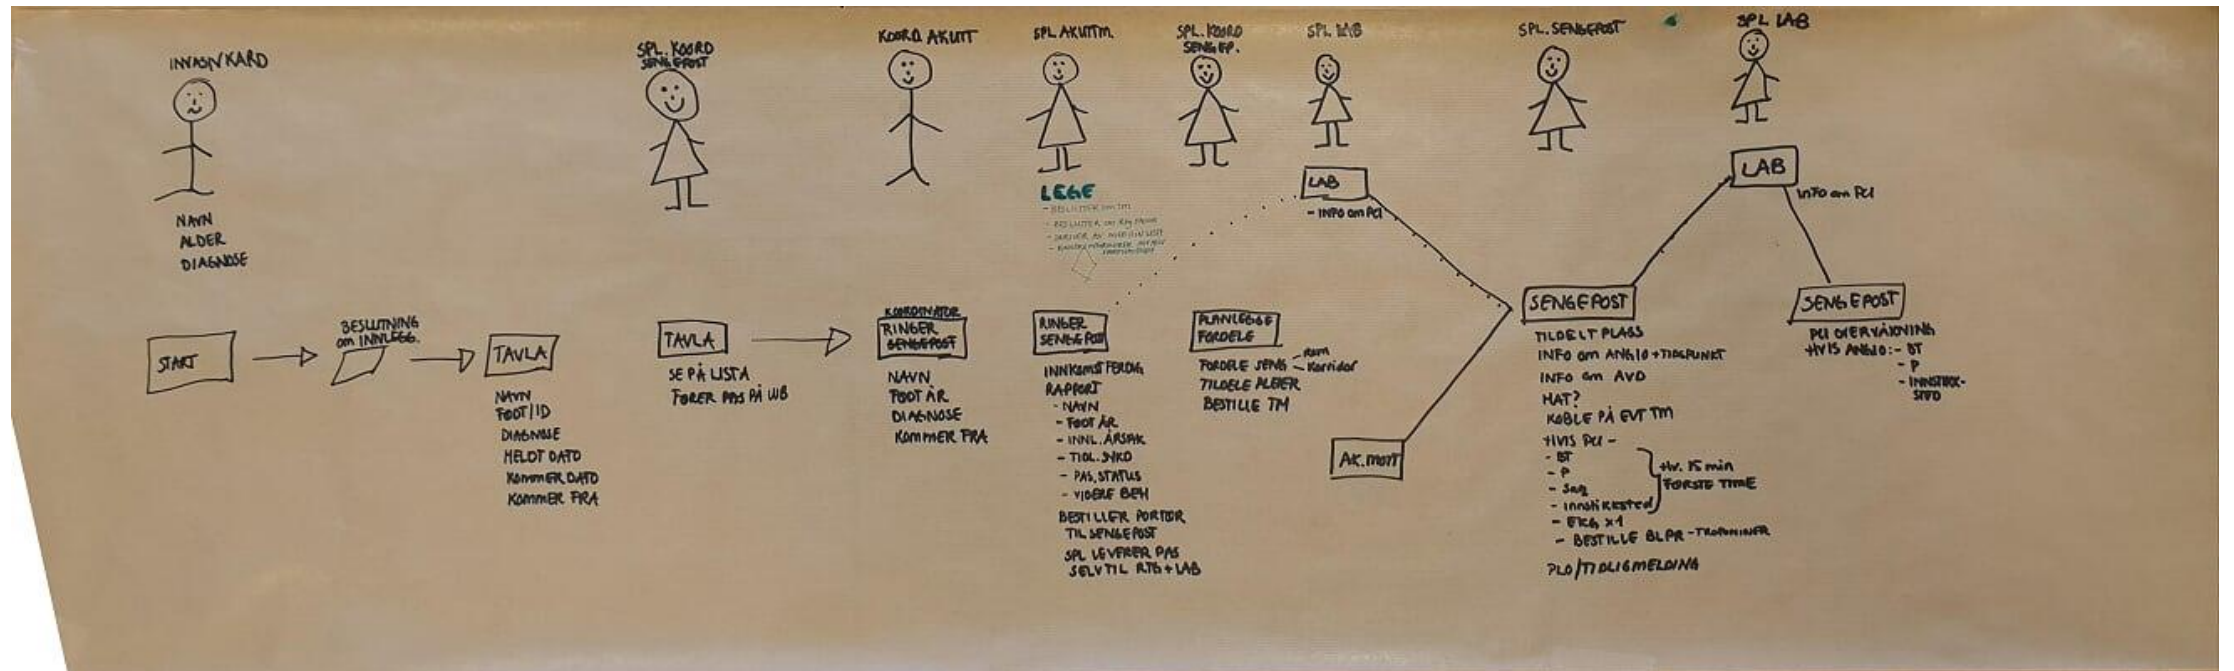 INVASIV KARD
NAVN
ALDER
DIAGNOSE
START
BESLUTNING
om INNLEGG.
TAVLA
NAVN
FØDT/ID
DIAGNOSE
MELDT DATO
KOMMER DATO
KOMMER FRA
SPL. KOORD
SENGEPOST
TAVLA
SE PÅ LISTA
FØRER PAS PÅ WB
KOORD AKUTT
KOORDINATOR
RINGER
SENGEPOST
NAVN
FØDT ÅR
DIAGNOSE
KOMMER FRA
SPL AKUTTM.
LEGE
- BESLUTTER om TM
RINGER
SENGEPOST
INNKOMST FERDIG
RAPPORT
- NAVN
- FØDT ÅR
- INNL. ÅRSAK
- TIDL. SYKD
- PAS. STATUS
- VIDERE BEH
BESTILLER PORTØR
TIL SENGEPOST
SPL LEVERER PAS
SELV TIL RTG + LAB
SPL. KOORD
SENGEP.
PLANLEGGE
FORDELE
FORDELE SENG - Rom
- Korridor
TILDELE PLEIER
BESTILLE TM
SPL LAB
LAB
- INFO om PCI
AK.MOTT
SPL. SENGEPOST
SENGEPOST
TILDELT PLASS
INFO om ANGIO + TIDSPUNKT
INFO om AVD
MAT?
KOBLE PÅ EVT TM
HVIS PCI -
- BT
- P
- Sao2
- innstikksted
Hv. 15 min
FØRSTE TIME
- EKG x1
- BESTILLE BLPR - TROPONINER
PLO/TIDLIGMELDING
SPL LAB
LAB
INFO om PCI
SENGEPOST
PCI OVERVÅKNING
HVIS ANGIO: - BT
- P
- INNSTIKK-
STED